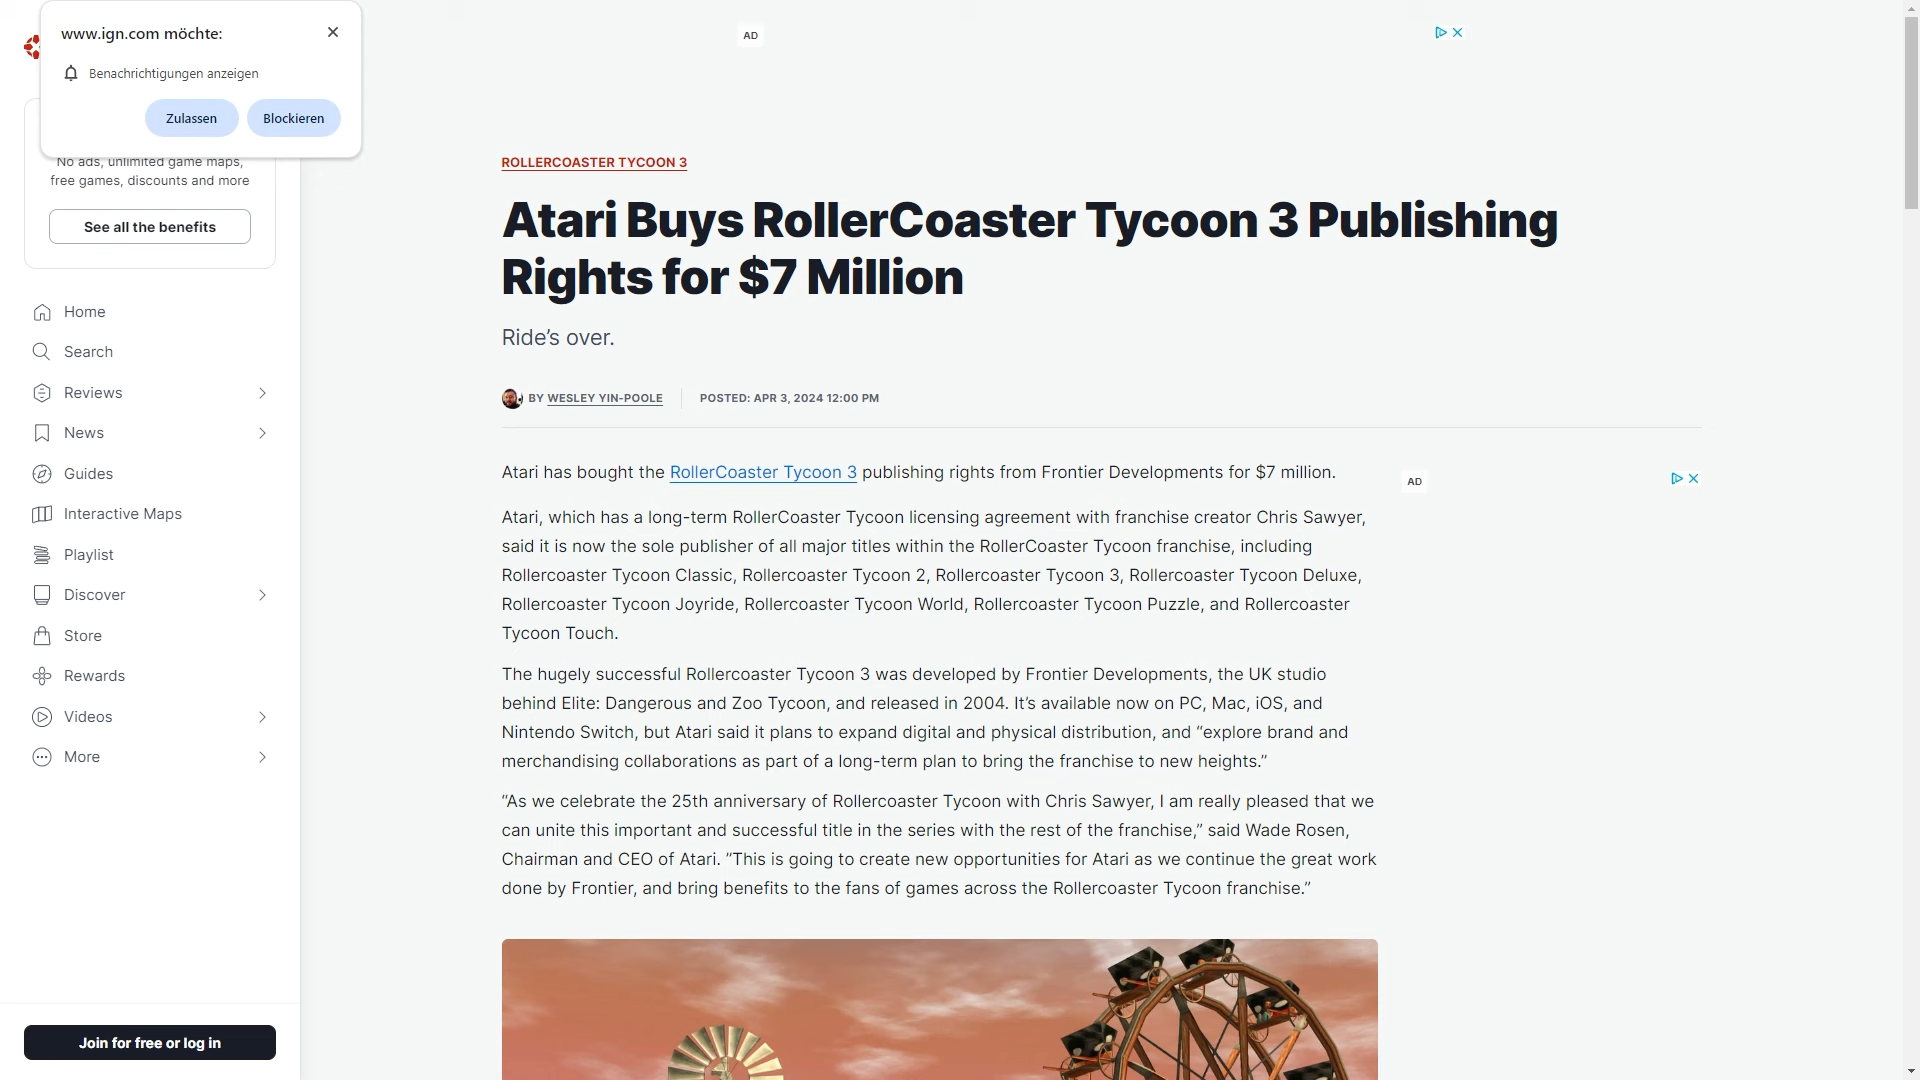 www.ign.com möchte:
Benachrichtigungen anzeigen
Zulassen
Blockieren
No ads, unlimited game maps,
free games, discounts and more
See all the benefits
Home
Search
Reviews
News
Guides
Interactive Maps
Playlist
Discover
Store
Rewards
Videos
More
Join for free or log in
AD
ROLLERCOASTER TYCOON 3
Atari Buys RollerCoaster Tycoon 3 Publishing
Rights for $7 Million
Ride’s over.
BY WESLEY YIN-POOLE
POSTED: APR 3, 2024 12:00 PM
Atari has bought the RollerCoaster Tycoon 3 publishing rights from Frontier Developments for $7 million.
Atari, which has a long-term RollerCoaster Tycoon licensing agreement with franchise creator Chris Sawyer,
said it is now the sole publisher of all major titles within the RollerCoaster Tycoon franchise, including
Rollercoaster Tycoon Classic, Rollercoaster Tycoon 2, Rollercoaster Tycoon 3, Rollercoaster Tycoon Deluxe,
Rollercoaster Tycoon Joyride, Rollercoaster Tycoon World, Rollercoaster Tycoon Puzzle, and Rollercoaster
Tycoon Touch.
The hugely successful Rollercoaster Tycoon 3 was developed by Frontier Developments, the UK studio
behind Elite: Dangerous and Zoo Tycoon, and released in 2004. It’s available now on PC, Mac, iOS, and
Nintendo Switch, but Atari said it plans to expand digital and physical distribution, and “explore brand and
merchandising collaborations as part of a long-term plan to bring the franchise to new heights.”
“As we celebrate the 25th anniversary of Rollercoaster Tycoon with Chris Sawyer, I am really pleased that we
can unite this important and successful title in the series with the rest of the franchise,” said Wade Rosen,
Chairman and CEO of Atari. “This is going to create new opportunities for Atari as we continue the great work
done by Frontier, and bring benefits to the fans of games across the Rollercoaster Tycoon franchise.”
AD